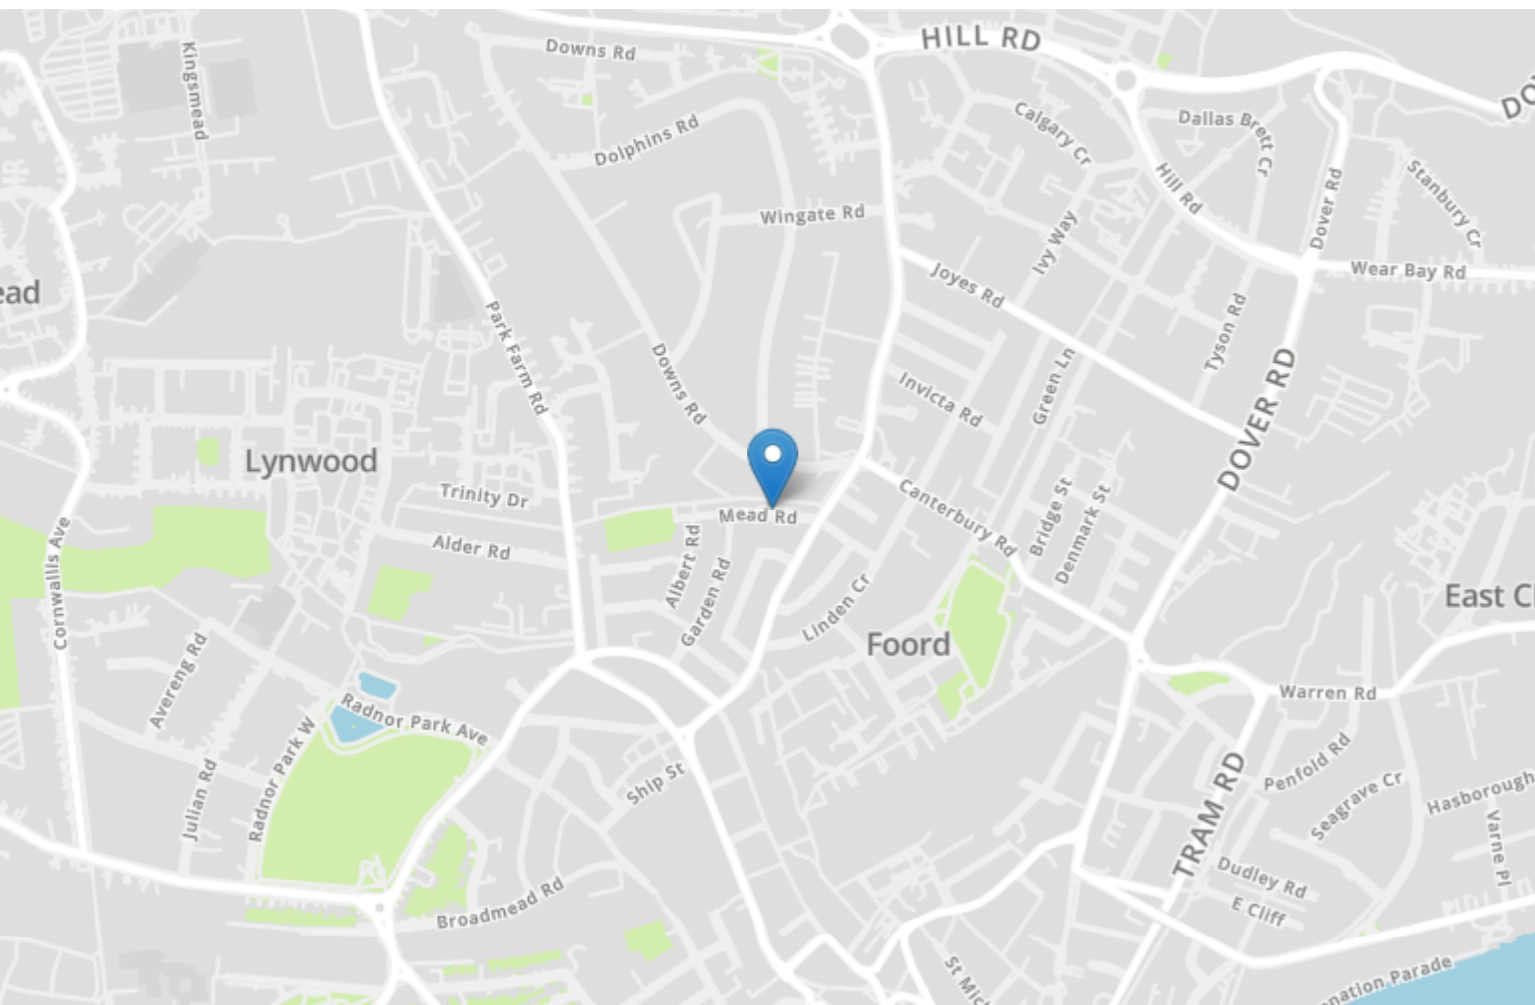 HILL RD
Downs Rd
Kingsmead
Dolphins Rd
Calgary Cr
Dallas Brett Cr
Hill Rd
Dover Rd
Stanbury Cr
Wingate Rd
Ivy Way
Joyes Rd
Wear Bay Rd
Park Farm Rd
Tyson Rd
Downs Rd
Invicta Rd
Green Ln
DOVER RD
Lynwood
Trinity Dr
Mead Rd
Canterbury Rd
Bridge St
Denmark St
Alder Rd
Albert Rd
Garden Rd
Linden Cr
Cornwallis Ave
Foord
East
Avereng Rd
Radnor Park Ave
Radnor Park W
Warren Rd
Julian Rd
Ship St
Penfold Rd
Seagrave Cr
Hasborough
TRAM RD
Varne Pl
Dudley Rd
E Cliff
Broadmead Rd
St
Parade